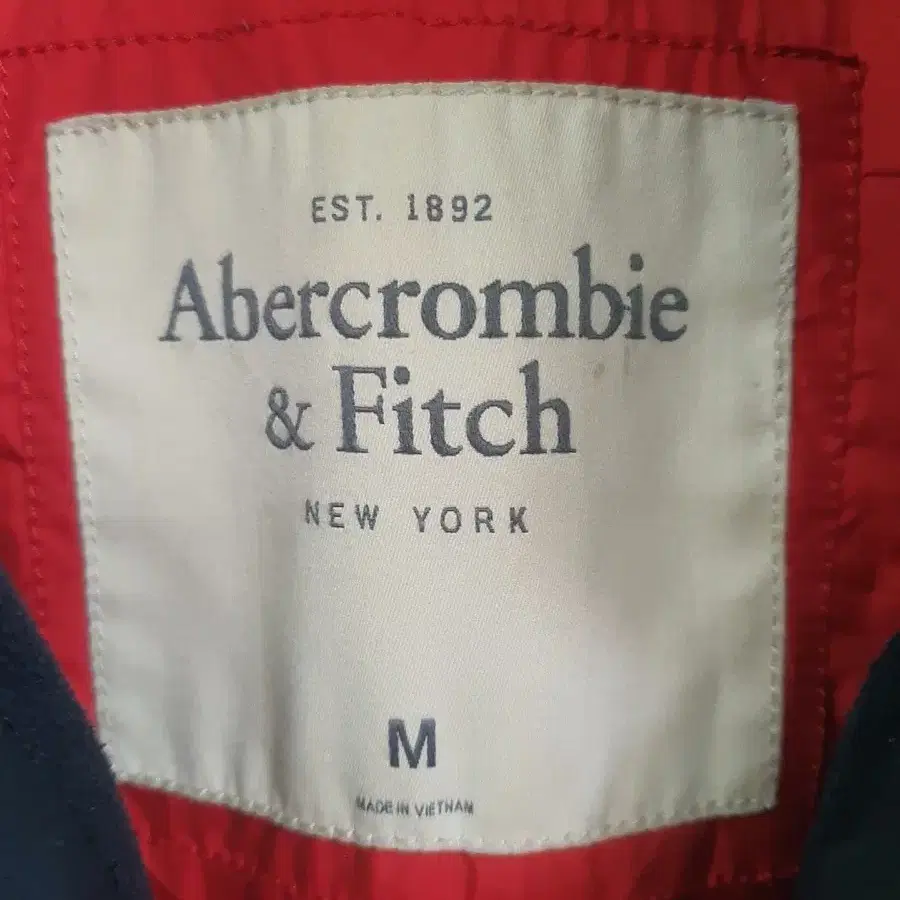 EST. 1892
Abercrombie
& Fitch
NEW YORK
M
MADE IN VIETNAM